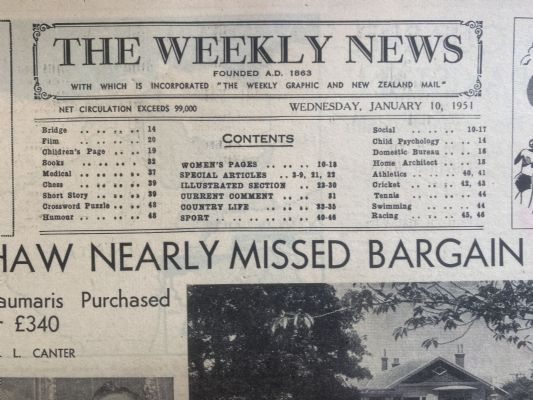 THE WEEKLY NEWS
FOUNDED A.D. 1863
WITH WHICH IS INCORPORATED "THE WEEKLY GRAPHIC AND NEW ZEALAND MAIL"
NET CIRCULATION EXCEEDS 99,000
WEDNESDAY, JANUARY 10, 1951
CONTENTS
Bridge .. .. .. .. 14
Film .. .. .. .. 20
Children's Page .. 19
Books .. .. .. .. 32
Medical .. .. .. .. 37
Chess .. .. .. .. 39
Short Story .. .. .. 39
Crossword Puzzle .. .. 48
Humour .. .. .. .. 48
WOMEN'S PAGES .. .. .. 10-18
SPECIAL ARTICLES .. 3-9, 21, 22
ILLUSTRATED SECTION .. 23-30
CURRENT COMMENT .. .. 31
COUNTRY LIFE .. .. .. 33-35
SPORT .. .. .. .. 40-46
Social .. .. .. 10-17
Child Psychology .. .. 14
Domestic Bureau .. .. 16
Home Architect .. .. 18
Athletics .. .. 40, 41
Cricket .. .. .. 42, 43
Tennis .. .. .. .. 44
Swimming .. .. .. 44
Racing .. .. .. 45, 46
HAW NEARLY MISSED BARGAIN
aumaris Purchased
r £340
L. CANTER